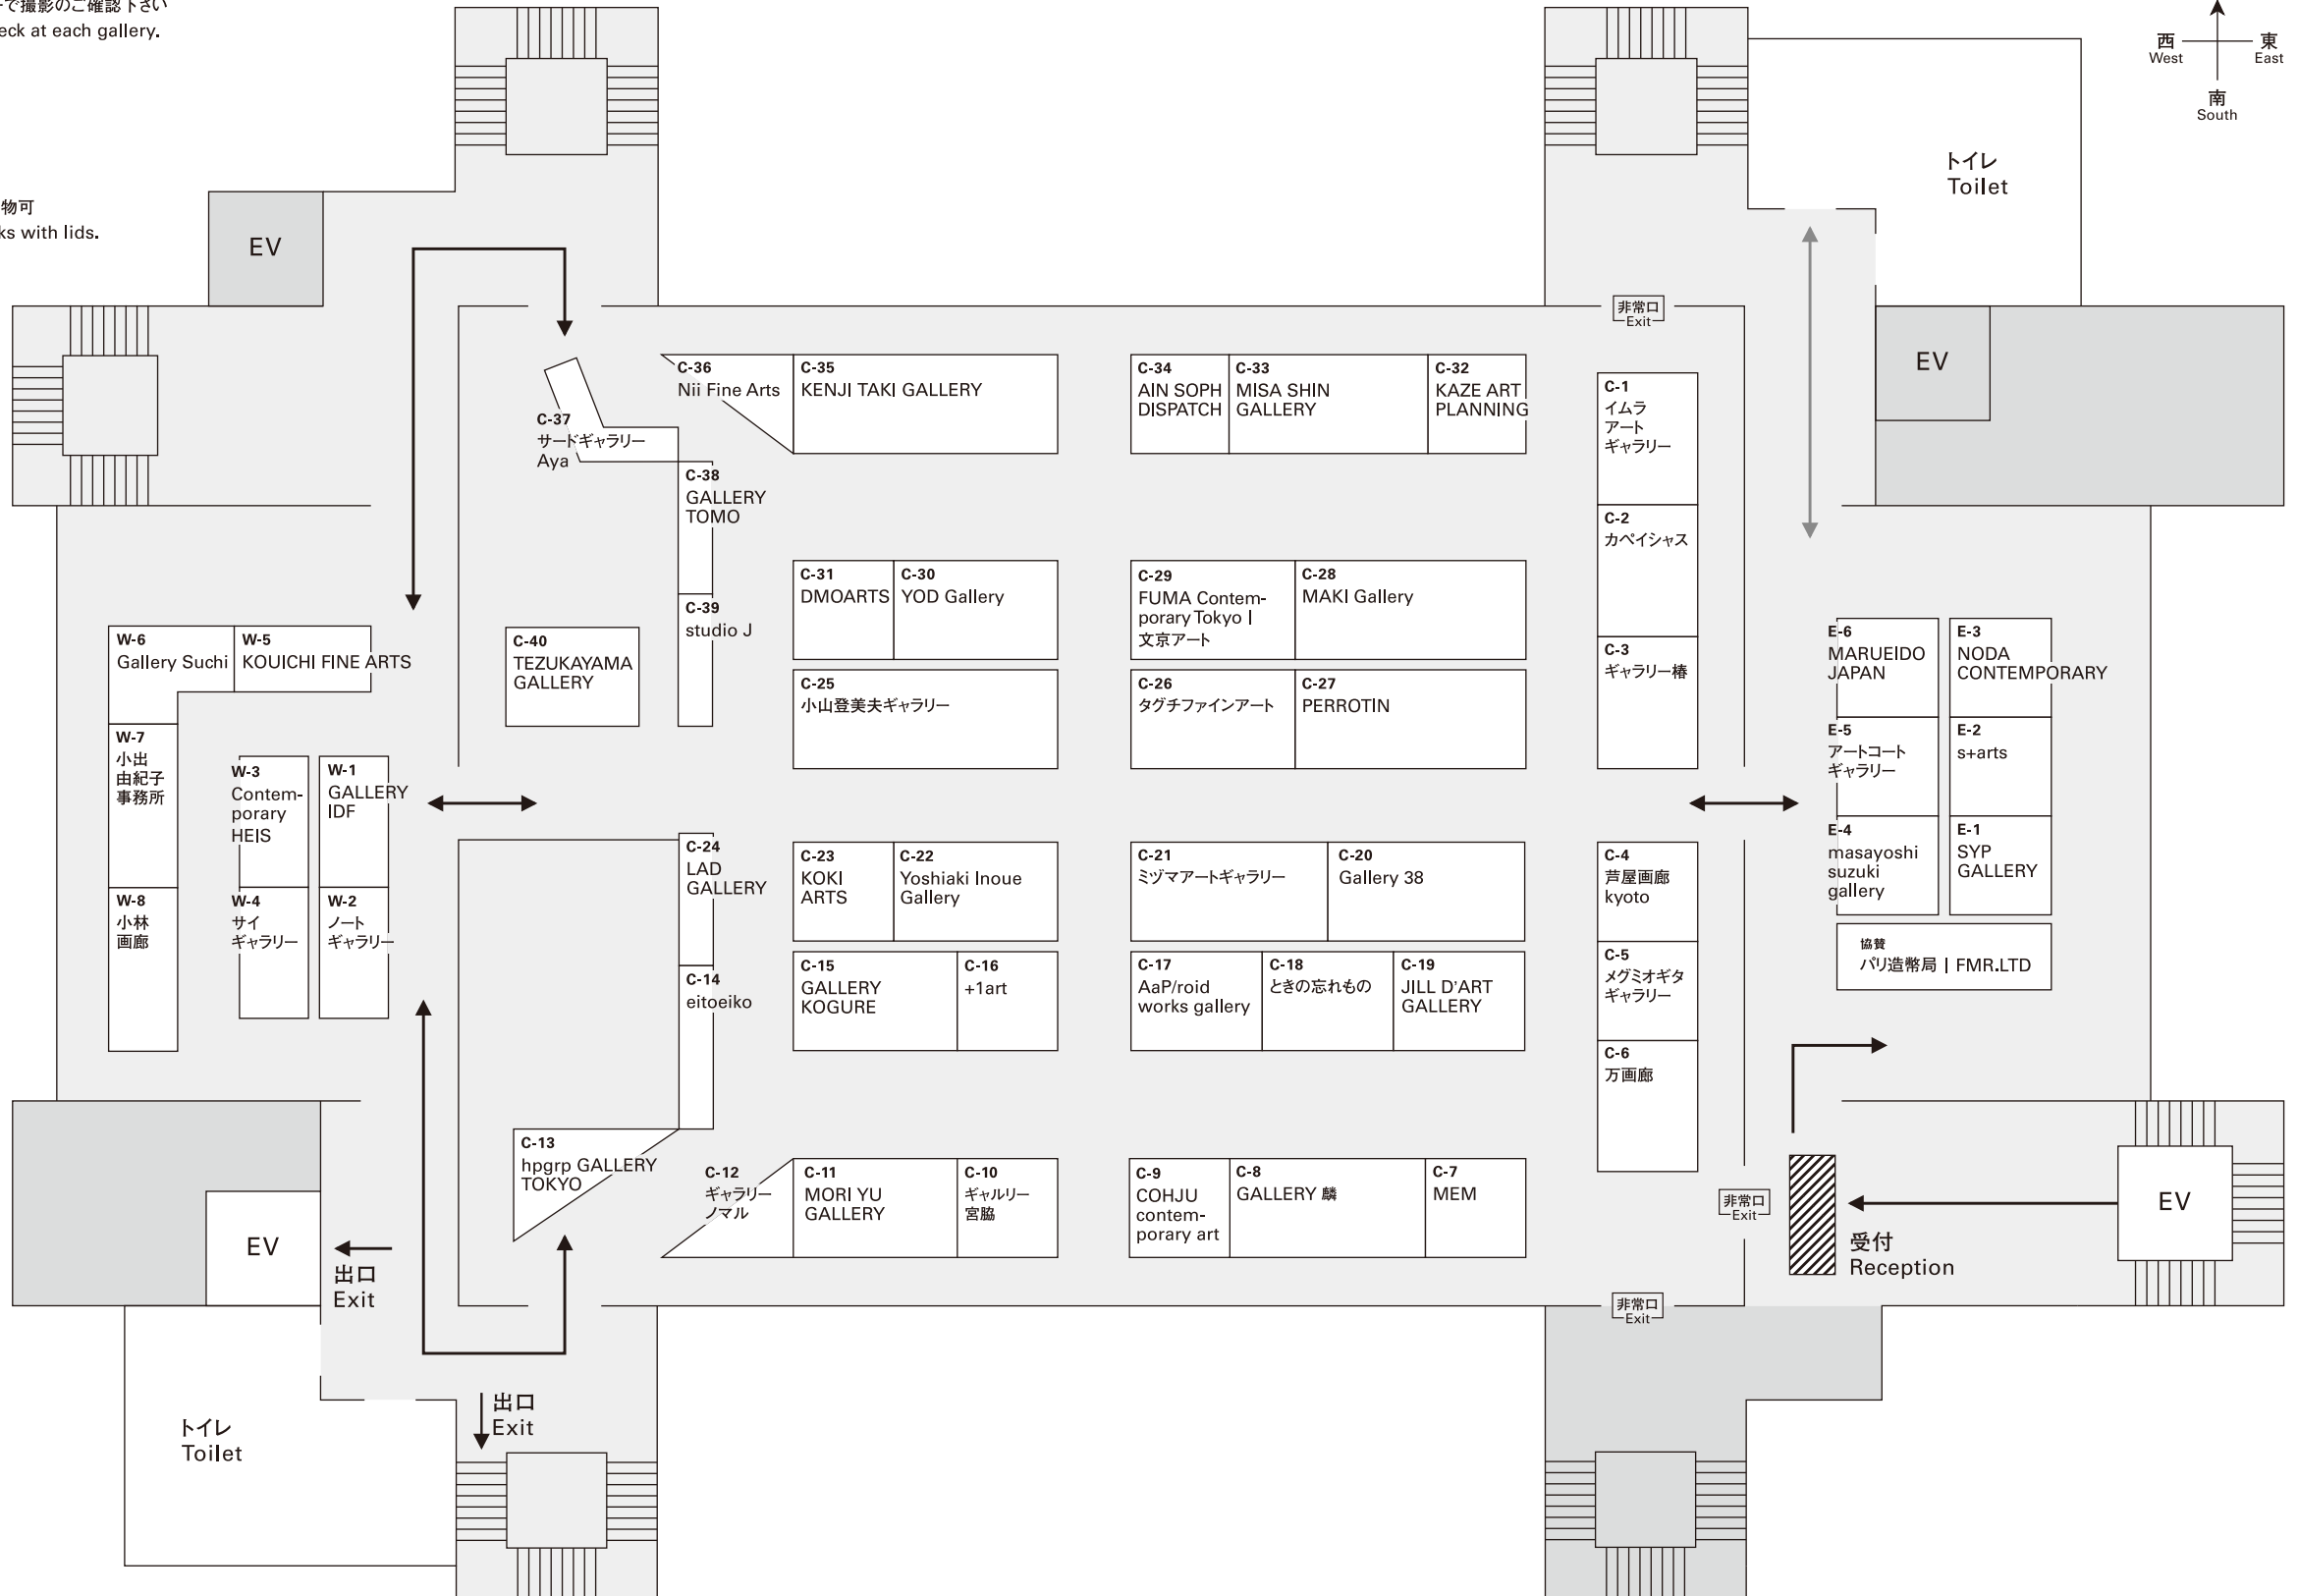 で撮影のご確認下さい
eck at each gallery.
西
West
東
East
南
South
トイレ
Toilet
物可
ks with lids.
EV
非常口
Exit
EV
C-36
Nii Fine Arts
C-35
KENJI TAKI GALLERY
C-34
AIN SOPH
DISPATCH
C-33
MISA SHIN
GALLERY
C-32
KAZE ART
PLANNING
C-1
イムラ
アート
ギャラリー
C-37
サードギャラリー
Aya
C-38
GALLERY
TOMO
C-2
カペイシャス
C-31
DMOARTS
C-30
YOD Gallery
C-29
FUMA Contem-
porary Tokyo |
文京アート
C-28
MAKI Gallery
C-39
studio J
C-40
TEZUKAYAMA
GALLERY
W-6
Gallery Suchi
W-5
KOUICHI FINE ARTS
C-3
ギャラリー椿
E-6
MARUEIDO
JAPAN
E-3
NODA
CONTEMPORARY
C-25
小山登美夫ギャラリー
C-26
タグチファインアート
C-27
PERROTIN
E-5
アートコート
ギャラリー
E-2
s+arts
W-7
小出
由紀子
事務所
W-3
Contem-
porary
HEIS
W-1
GALLERY
IDF
C-24
LAD
GALLERY
C-23
KOKI
ARTS
C-22
Yoshiaki Inoue
Gallery
C-21
ミヅマアートギャラリー
C-20
Gallery 38
C-4
芦屋画廊
kyoto
E-4
masayoshi
suzuki
gallery
E-1
SYP
GALLERY
W-8
小林
画廊
W-4
サイ
ギャラリー
W-2
ノート
ギャラリー
C-14
eitoeiko
C-15
GALLERY
KOGURE
C-16
+1art
C-17
AaP/roid
works gallery
C-18
ときの忘れもの
C-19
JILL D'ART
GALLERY
C-5
メグミオギタ
ギャラリー
協賛
パリ造幣局 | FMR.LTD
C-6
万画廊
C-13
hpgrp GALLERY
TOKYO
C-12
ギャラリー
ノマル
C-11
MORI YU
GALLERY
C-10
ギャルリー
宮脇
C-9
COHJU
contem-
porary art
C-8
GALLERY 麟
C-7
MEM
非常口
Exit
EV
受付
Reception
EV
出口
Exit
非常口
Exit
出口
Exit
トイレ
Toilet